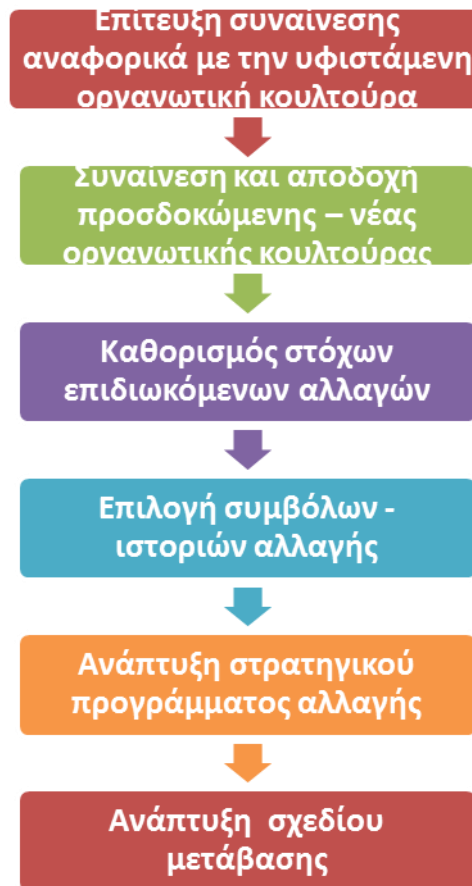 Επίτευξη συναίνεσης
αναφορικά με την υφιστάμενη
οργανωτική κουλτούρα
Συναίνεση και αποδοχή
προσδοκώμενης – νέας
οργανωτικής κουλτούρας
Καθορισμός στόχων
επιδιωκόμενων αλλαγών
Επιλογή συμβόλων -
ιστοριών αλλαγής
Ανάπτυξη στρατηγικού
προγράμματος αλλαγής
Ανάπτυξη σχεδίου
μετάβασης